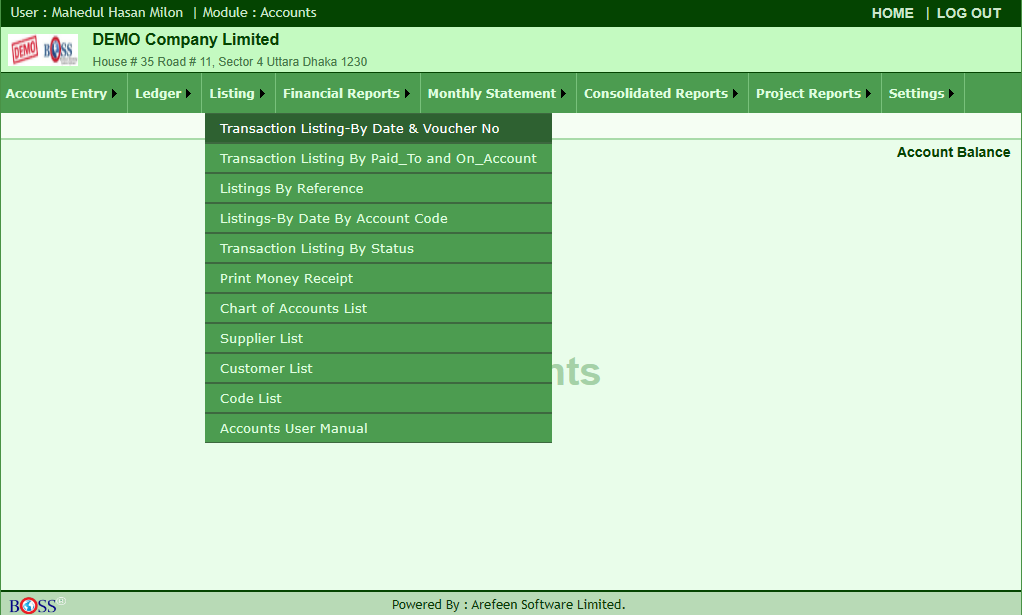 User : Mahedul Hasan Milon | Module : Accounts
HOME | LOG OUT
DEMO BOSS
DEMO Company Limited
House # 35 Road # 11, Sector 4 Uttara Dhaka 1230
Accounts Entry Ledger Listing Financial Reports Monthly Statement Consolidated Reports Project Reports Settings
Transaction Listing-By Date & Voucher No
Account Balance
Transaction Listing By Paid_To and On_Account
Listings By Reference
Listings-By Date By Account Code
Transaction Listing By Status
Print Money Receipt
Chart of Accounts List
Supplier List
Customer List
nts
Code List
Accounts User Manual
BOSS
Powered By : Arefeen Software Limited.